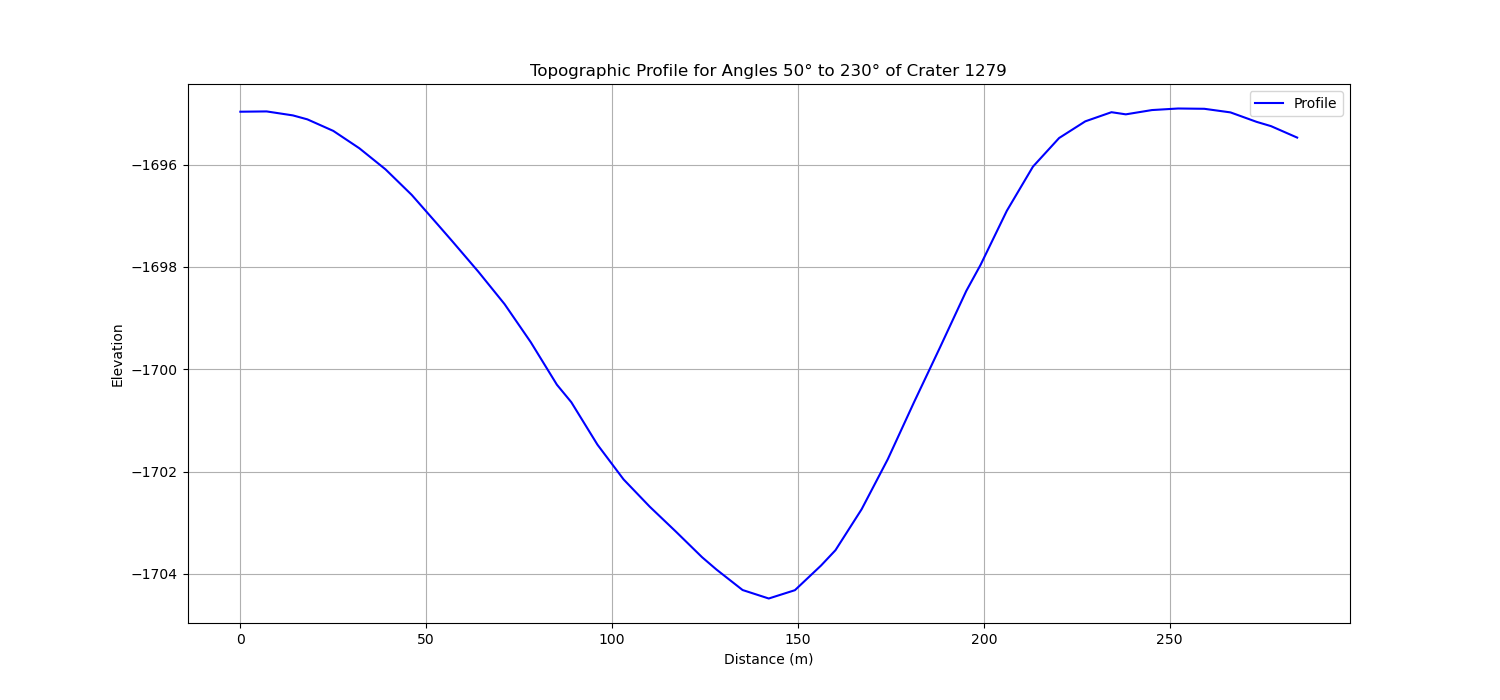 Topographic Profile for Angles 50° to 230° of Crater 1279
Profile
−1696
−1698
−1700
−1702
−1704
Elevation
0 50 100 150 200 250
Distance (m)